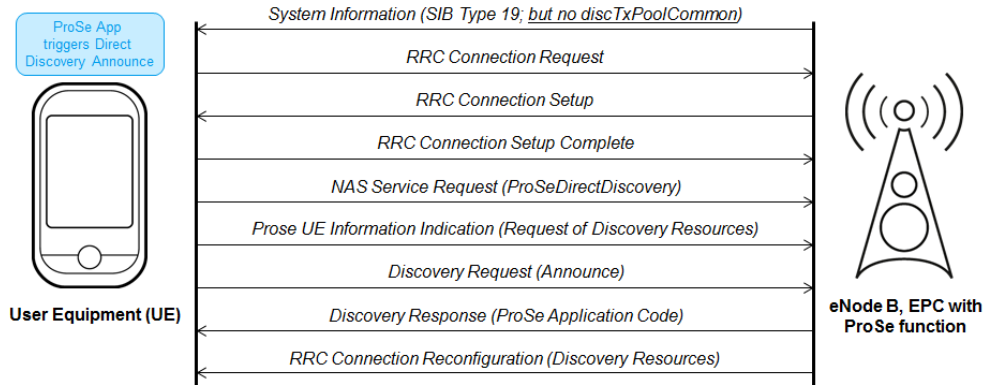 System Information (SIB Type 19; but no discTxPoolCommon)
ProSe App
triggers Direct
Discovery Announce
RRC Connection Request
RRC Connection Setup
RRC Connection Setup Complete
NAS Service Request (ProSeDirectDiscovery)
Prose UE Information Indication (Request of Discovery Resources)
Discovery Request (Announce)
User Equipment (UE)
eNode B, EPC with
ProSe function
Discovery Response (ProSe Application Code)
RRC Connection Reconfiguration (Discovery Resources)